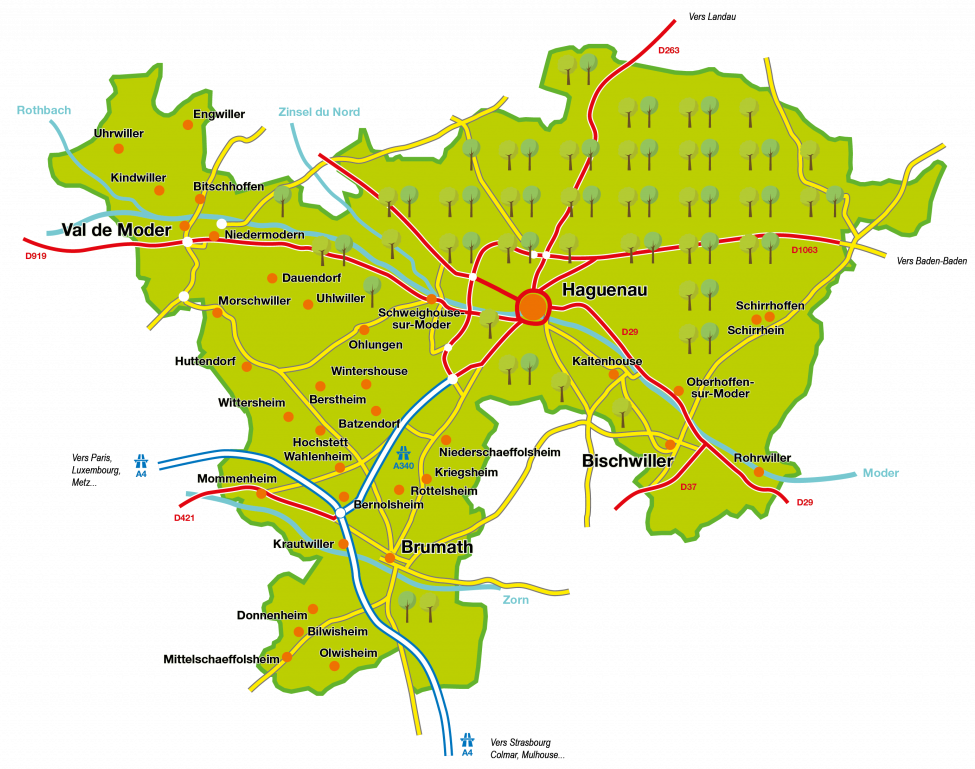 Vers Landau
D263
Rothbach
Zinsel du Nord
Engwiller
Uhrwiller
Kindwiller
Bitschhoffen
Val de Moder
Niedermodern
D919
D1063
Vers Baden-Baden
Dauendorf
Haguenau
Morschwiller
Uhlwiller
Schweighouse-
sur-Moder
Schirrhoffen
Schirrhein
D29
Ohlungen
Huttendorf
Kaltenhouse
Wintershouse
Oberhoffen-
sur-Moder
Berstheim
Wittersheim
Batzendorf
Hochstett
Wahlenheim
Niederschaeffolsheim
Vers Paris,
Luxembourg,
Metz...
A4
A340
Bischwiller
Rohrwiller
Moder
Kriegsheim
Mommenheim
Rottelsheim
D37
D29
Bernolsheim
D421
Krautwiller
Brumath
Zorn
Donnenheim
Bilwisheim
Olwisheim
Mittelschaeffolsheim
A4
Vers Strasbourg
Colmar, Mulhouse...